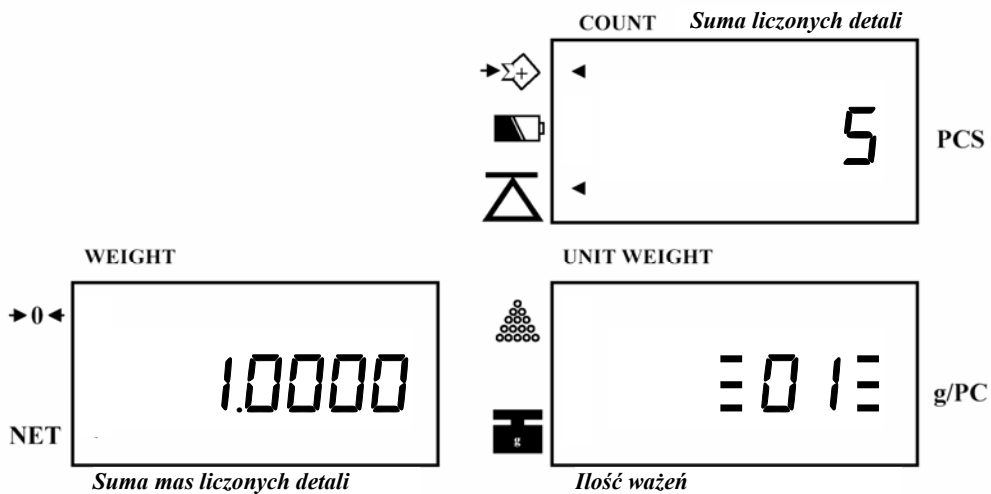 COUNT Suma liczonych detali
5 PCS
WEIGHT UNIT WEIGHT
→0←
1.0000 ≡01≡ g/PC
NET g
Suma mas liczonych detali Ilość ważeń